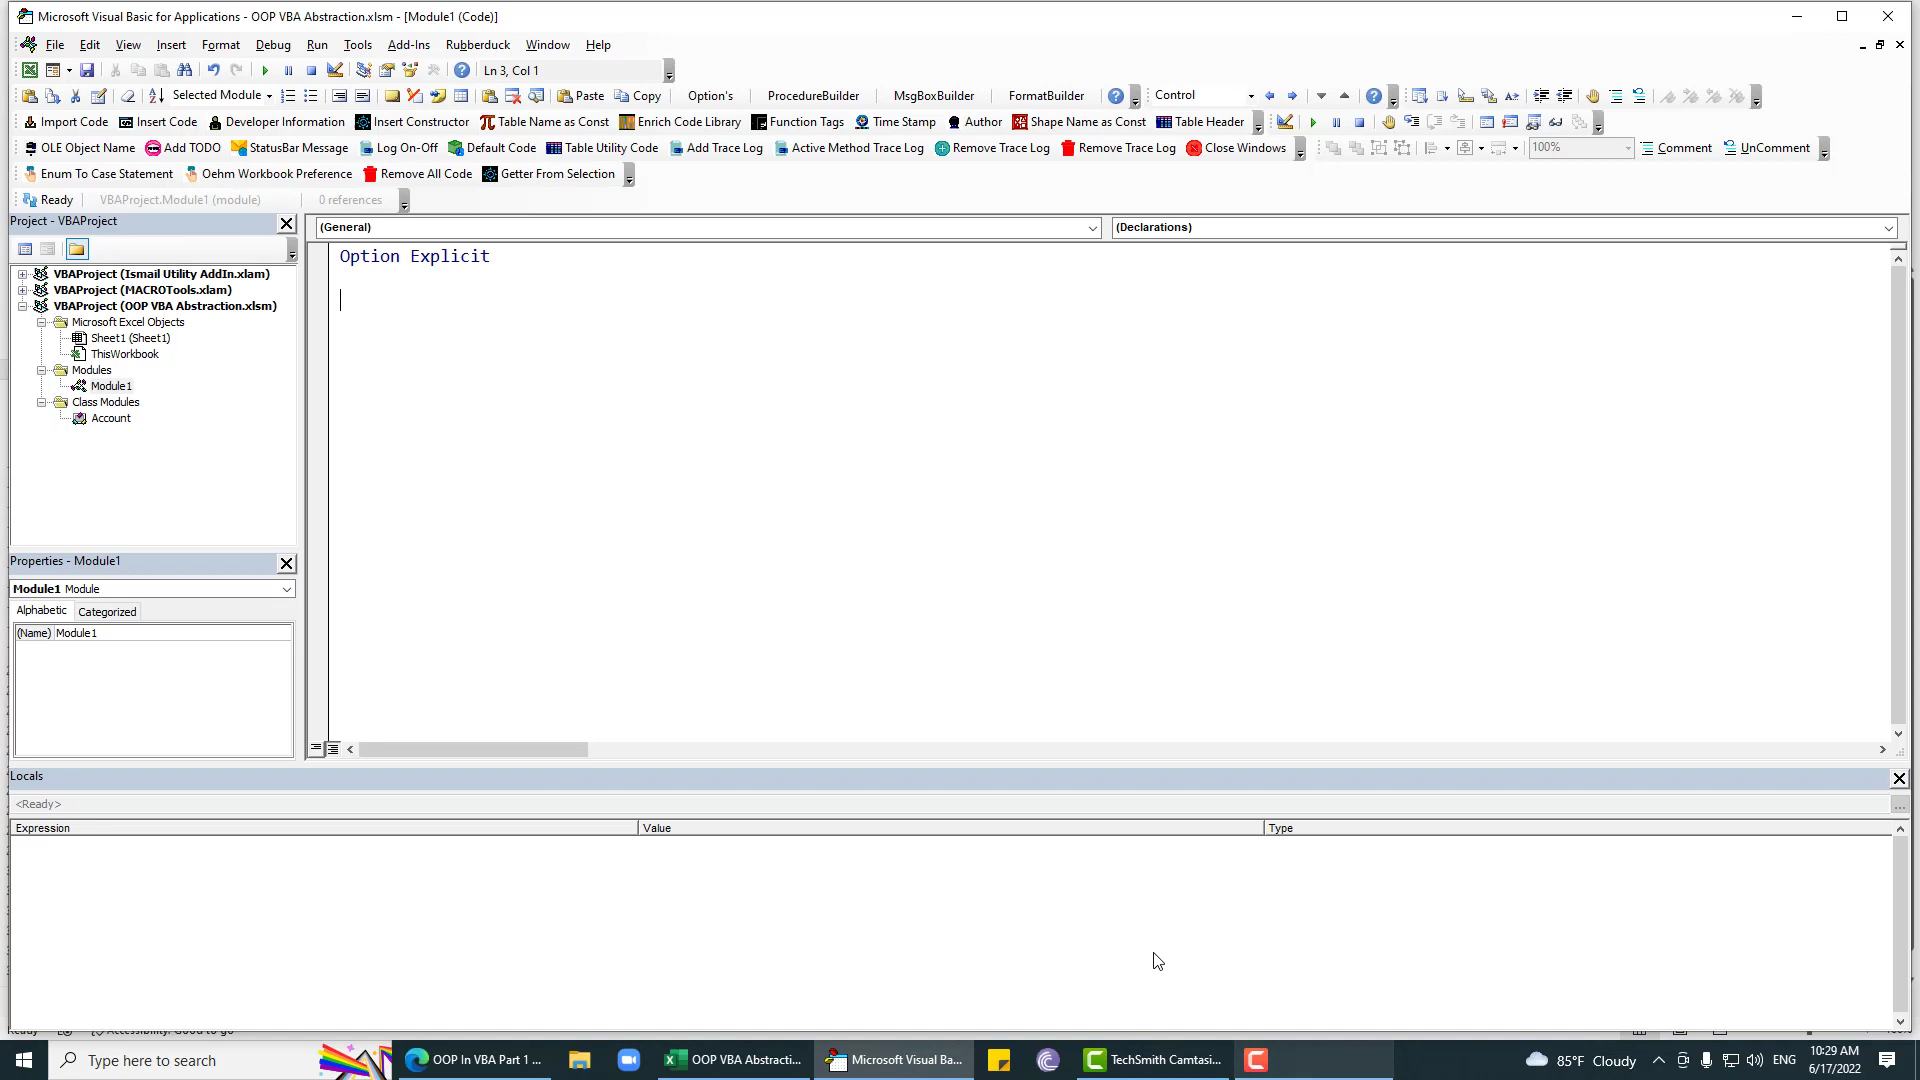 Microsoft Visual Basic for Applications - OOP VBA Abstraction.xlsm - [Module1 (Code)]
File Edit View Insert Format Debug Run Tools Add-Ins Rubberduck Window Help
Ln 3, Col 1
Selected Module Paste Copy Option's ProcedureBuilder MsgBoxBuilder FormatBuilder Control
Import Code Insert Code Developer Information Insert Constructor Table Name as Const Enrich Code Library Function Tags Time Stamp Author Shape Name as Const Table Header
OLE Object Name Add TODO StatusBar Message Log On-Off Default Code Table Utility Code Add Trace Log Active Method Trace Log Remove Trace Log Remove Trace Log Close Windows 100% Comment UnComment
Enum To Case Statement Oehm Workbook Preference Remove All Code Getter From Selection
Ready VBAProject.Module1 (module) 0 references
Project - VBAProject
(General) (Declarations)
Option Explicit
VBAProject (Ismail Utility AddIn.xlam)
VBAProject (MACROTools.xlam)
VBAProject (OOP VBA Abstraction.xlsm)
Microsoft Excel Objects
Sheet1 (Sheet1)
ThisWorkbook
Modules
Module1
Class Modules
Account
Properties - Module1
Module1 Module
Alphabetic Categorized
(Name) Module1
Locals
<Ready>
Expression Value Type
Type here to search OOP In VBA Part 1 ... OOP VBA Abstracti... Microsoft Visual Ba... TechSmith Camtasi... 85°F Cloudy ENG 10:29 AM
6/17/2022